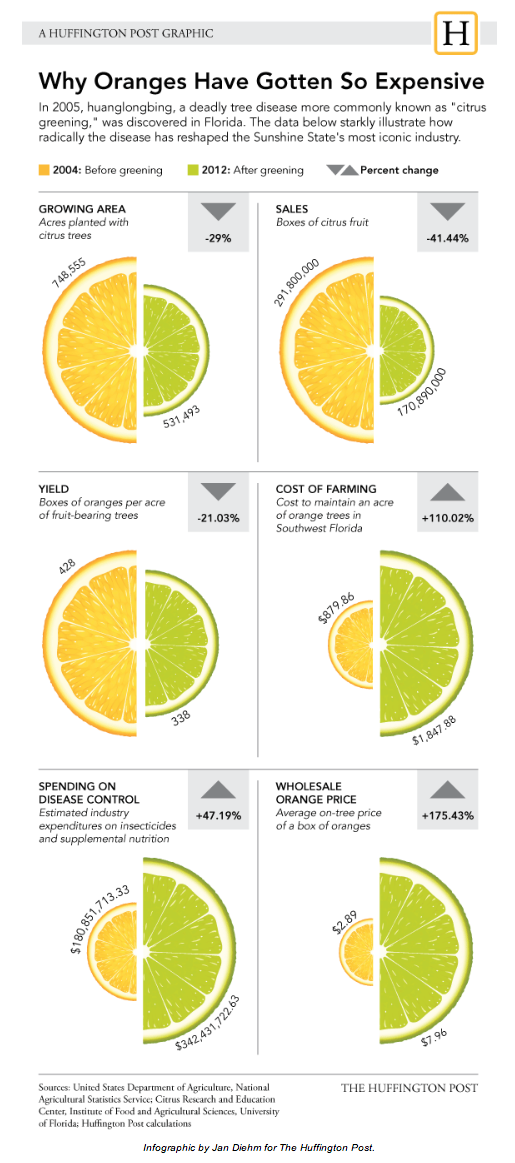 A HUFFINGTON POST GRAPHIC
H
Why Oranges Have Gotten So Expensive
In 2005, huanglongbing, a deadly tree disease more commonly known as "citrus
greening," was discovered in Florida. The data below starkly illustrate how
radically the disease has reshaped the Sunshine State's most iconic industry.
2004: Before greening
2012: After greening
Percent change
GROWING AREA
Acres planted with
citrus trees
-29%
748,555
531,493
SALES
Boxes of citrus fruit
-41.44%
291,800,000
170,890,000
YIELD
Boxes of oranges per acre
of fruit-bearing trees
-21.03%
428
338
COST OF FARMING
Cost to maintain an acre
of orange trees in
Southwest Florida
+110.02%
$879.86
$1,847.88
SPENDING ON
DISEASE CONTROL
Estimated industry
expenditures on insecticides
and supplemental nutrition
+47.19%
$180,851,713.33
$342,431,722.63
WHOLESALE
ORANGE PRICE
Average on-tree price
of a box of oranges
+175.43%
$2.89
$7.96
Sources: United States Department of Agriculture, National
Agricultural Statistics Service; Citrus Research and Education
Center, Institute of Food and Agricultural Sciences, University
of Florida; Huffington Post calculations
THE HUFFINGTON POST
Infographic by Jan Diehm for The Huffington Post.